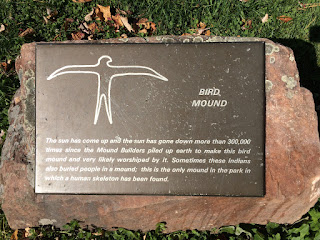 BIRD
MOUND
The sun has come up and the sun has gone down more than 300,000
times since the Mound Builders piled up earth to make this bird
mound and very likely worshiped by it. Sometimes these Indians
also buried people in a mound; this is the only mound in the park in
which a human skeleton has been found.